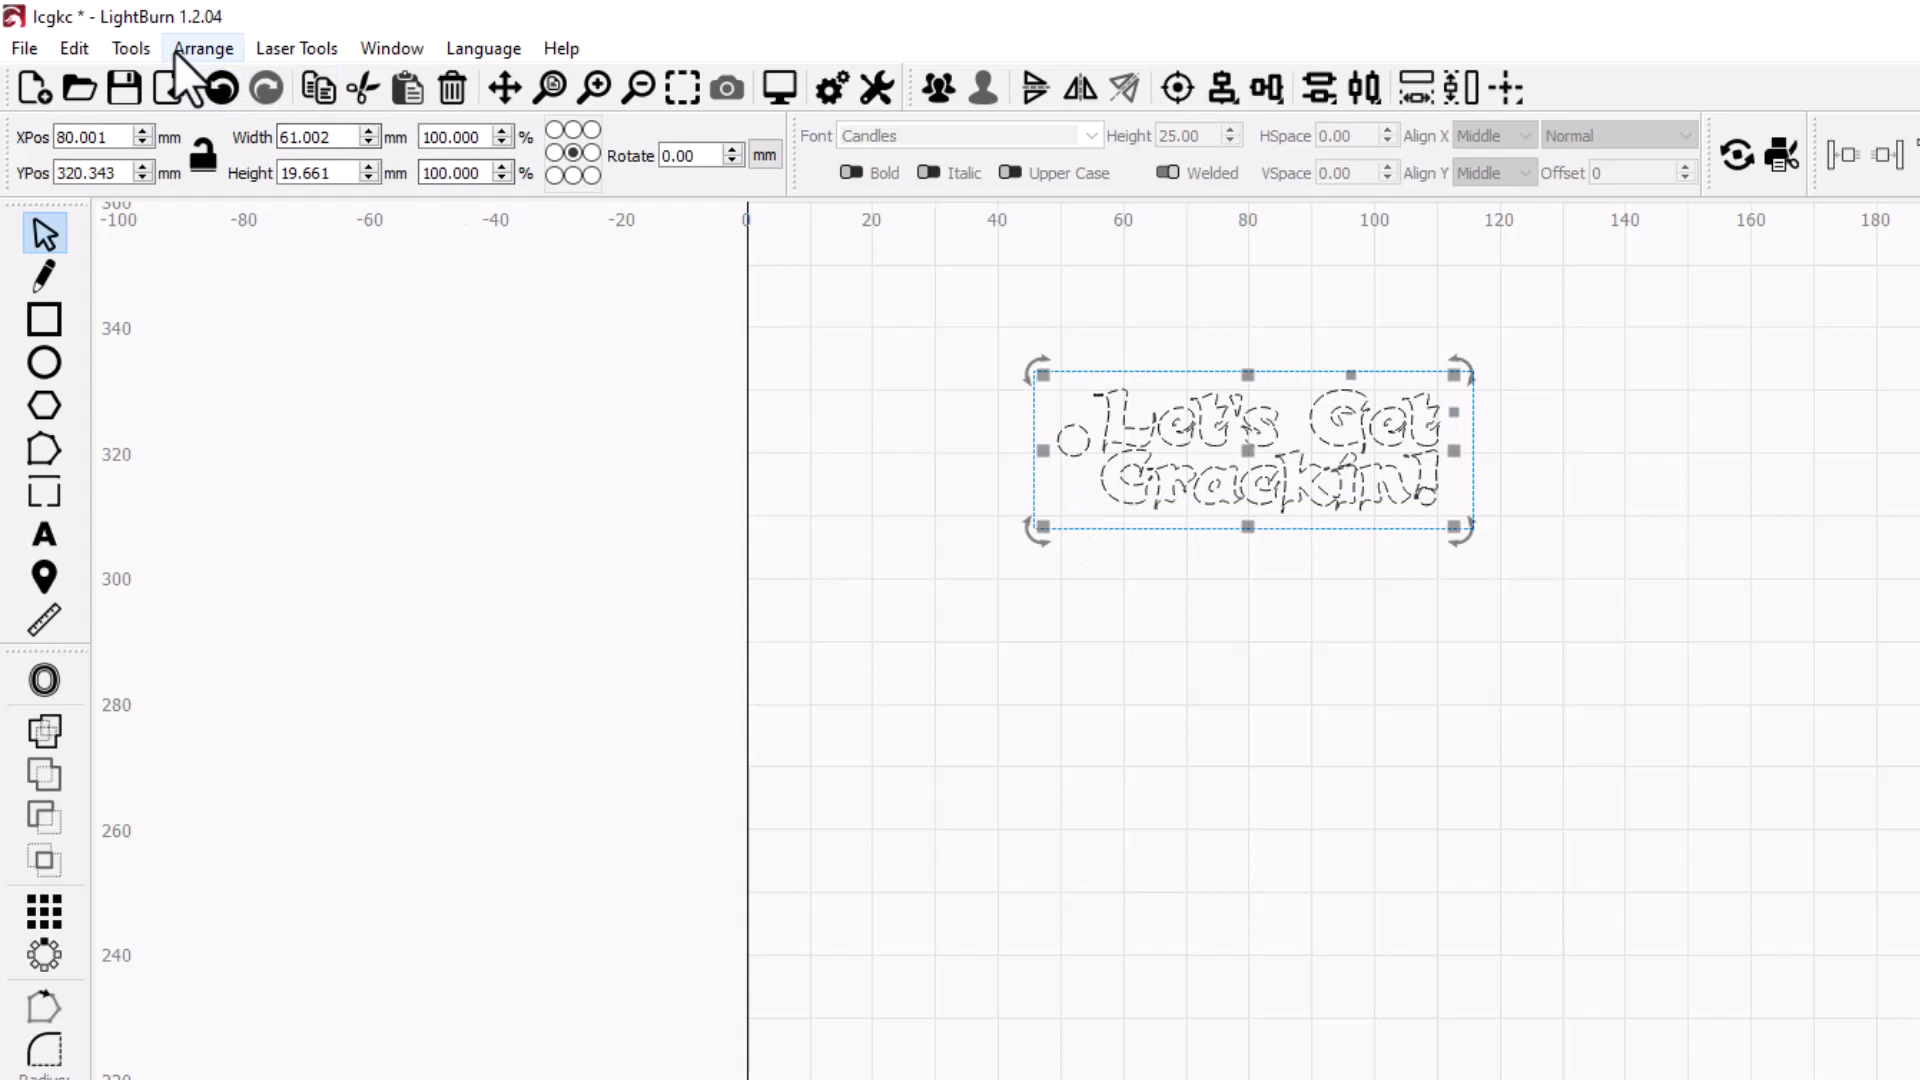 lcgkc * - LightBurn 1.2.04
File Edit Tools Arrange Laser Tools Window Language Help
XPos 80.001 mm Width 61.002 mm 100.000 % Rotate 0.00 mm Font Candles Height 25.00 HSpace 0.00 Align X Middle Normal
YPos 320.343 mm Height 19.661 mm 100.000 % Bold Italic Upper Case Welded VSpace 0.00 Align Y Middle Offset 0
360
-100 -80 -60 -40 -20 0 20 40 60 80 100 120 140 160 180
340
Let's Get
320
Crackin!
300
280
260
240
220
Radius: